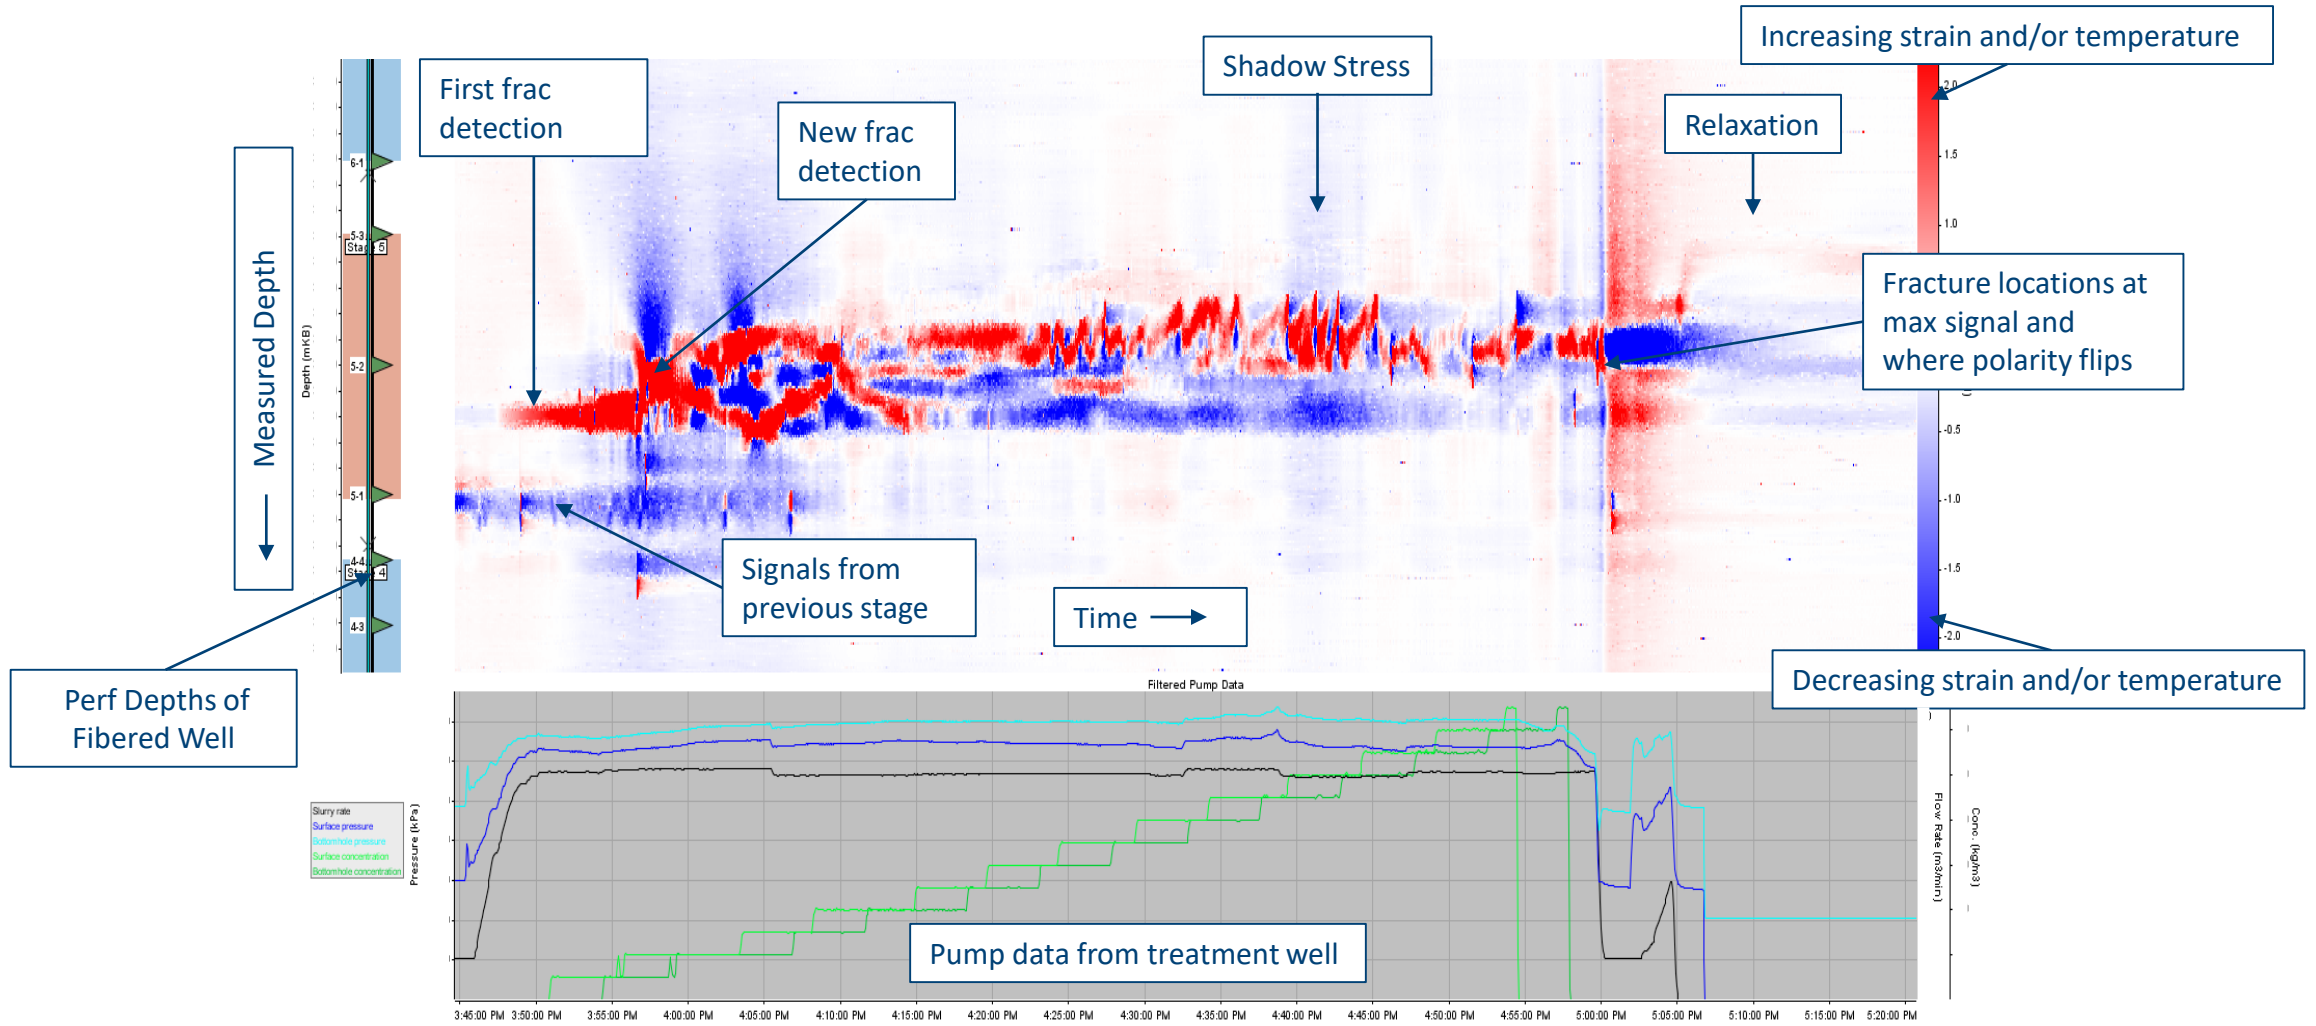 Increasing strain and/or temperature
Shadow Stress
First frac
detection
New frac
detection
Relaxation
2.0
1.5
1.0
-0.5
-1.0
-1.5
-2.0
Fracture locations at
max signal and
where polarity flips
Measured Depth
Depth (mKB)
6-1
5-3
Stage 5
5-2
5-1
4-4
Stage 4
4-3
Signals from
previous stage
Time
Perf Depths of
Fibered Well
Decreasing strain and/or temperature
Filtered Pump Data
Slurry rate
Surface pressure
Bottomhole pressure
Surface concentration
Bottomhole concentration
Pressure (kPa)
Flow Rate (m3/min)
Conc. (kg/m3)
Pump data from treatment well
3:45:00 PM 3:50:00 PM 3:55:00 PM 4:00:00 PM 4:05:00 PM 4:10:00 PM 4:15:00 PM 4:20:00 PM 4:25:00 PM 4:30:00 PM 4:35:00 PM 4:40:00 PM 4:45:00 PM 4:50:00 PM 4:55:00 PM 5:00:00 PM 5:05:00 PM 5:10:00 PM 5:15:00 PM 5:20:00 PM